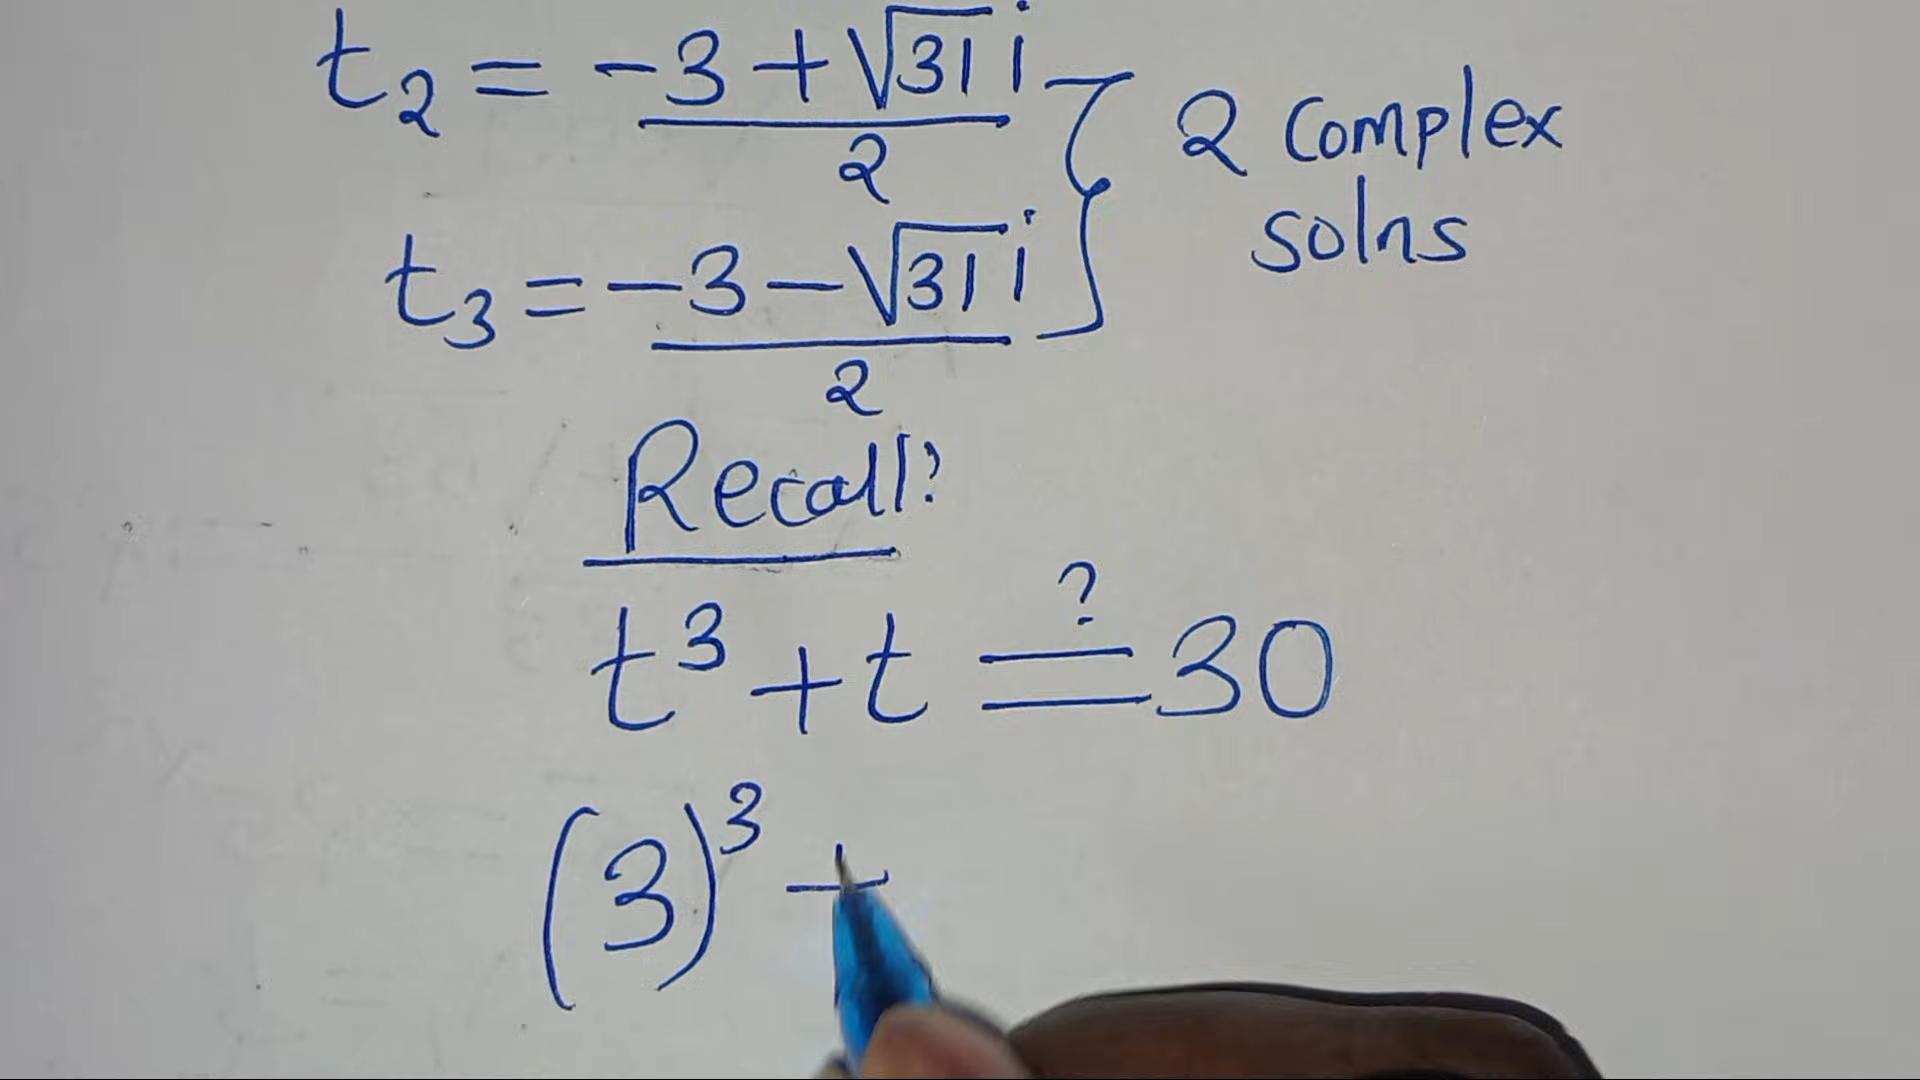 t₂ = (-3 + √31 i)/2
t₃ = (-3 - √31 i)/2
2 complex
solns
Recall?
t³ + t ≟ 30
(3)³ +